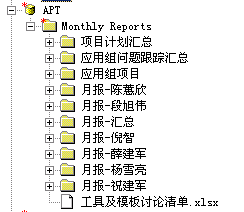 APT
Monthly Reports
项目计划汇总
应用组问题跟踪汇总
应用组项目
月报-陈蕙欣
月报-段旭伟
月报-汇总
月报-倪智
月报-薛建军
月报-杨雪亮
月报-祝建军
工具及模板讨论清单.xlsx